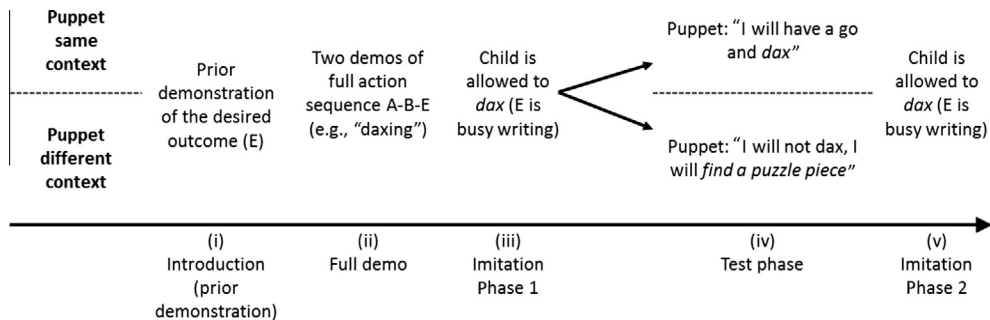 Puppet
same
context
Puppet
different
context
Prior
demonstration
of the desired
outcome (E)
Two demos of
full action
sequence A-B-E
(e.g., “daxing”)
Child is
allowed to
dax (E is
busy writing)
Puppet: “I will have a go
and dax”
Puppet: “I will not dax, I
will find a puzzle piece”
Child is
allowed to
dax (E is
busy writing)
(i)
Introduction
(prior
demonstration)
(ii)
Full demo
(iii)
Imitation
Phase 1
(iv)
Test phase
(v)
Imitation
Phase 2